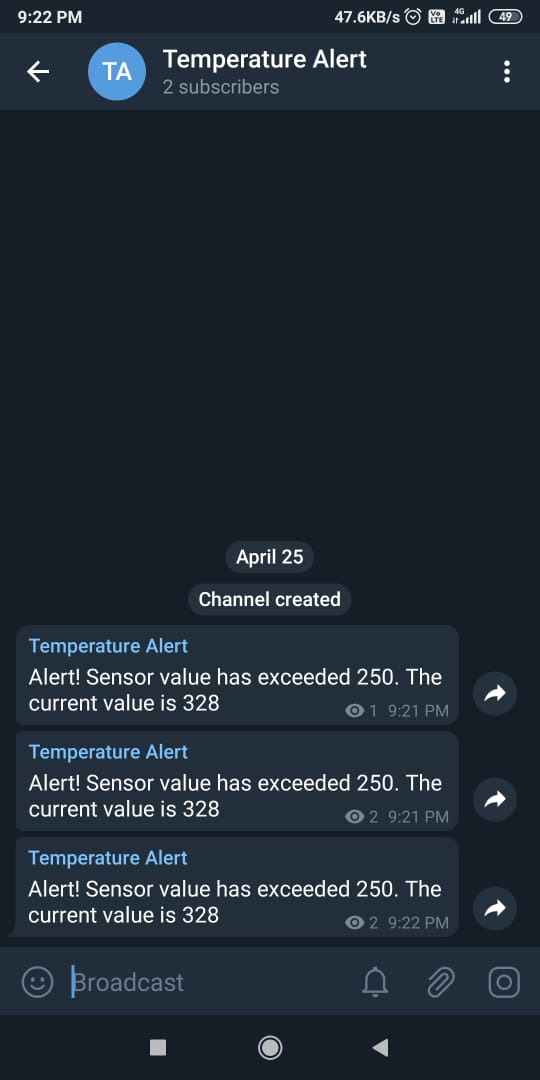 9:22 PM 47.6KB/s Vo LTE 4G 49
TA Temperature Alert
2 subscribers
April 25
Channel created
Temperature Alert
Alert! Sensor value has exceeded 250. The
current value is 328 1 9:21 PM
Temperature Alert
Alert! Sensor value has exceeded 250. The
current value is 328 2 9:21 PM
Temperature Alert
Alert! Sensor value has exceeded 250. The
current value is 328 2 9:22 PM
Broadcast